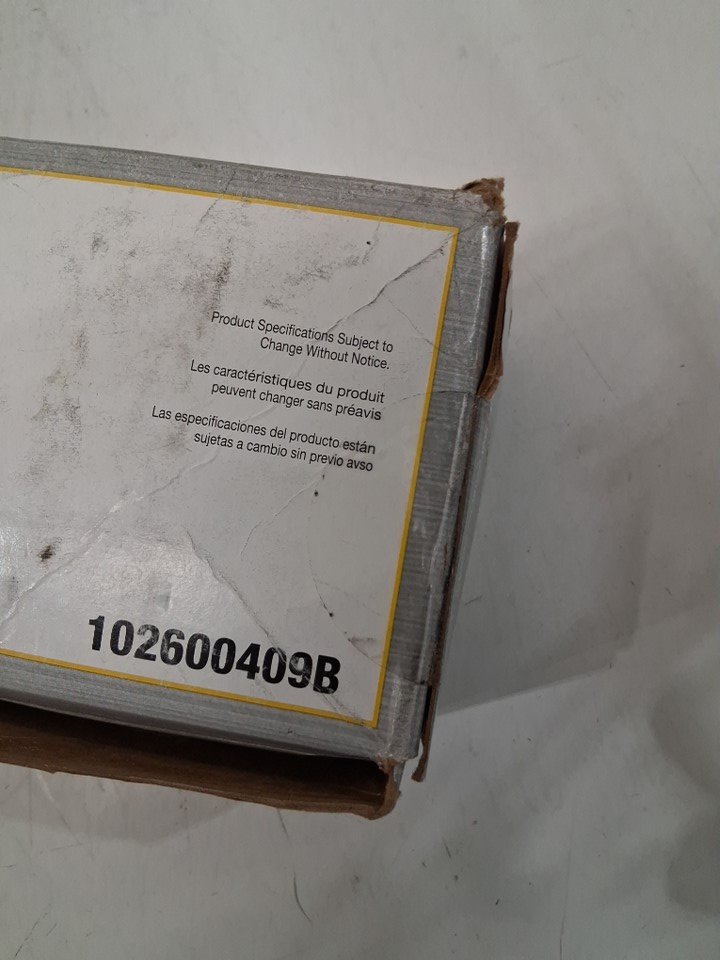 Product Specifications Subject to
Change Without Notice.
Les caractéristiques du produit
peuvent changer sans préavis
Las especificaciones del producto están
sujetas a cambio sin previo avso
102600409B